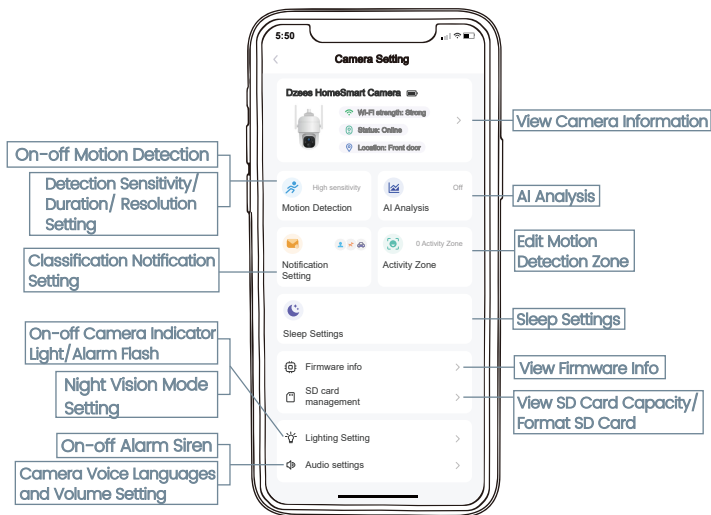 5:50
Camera Setting
Dzees HomeSmart Camera
Wi-Fi strength: Strong
Status: Online
Location: Front door
High sensitivity
Motion Detection
Off
AI Analysis
Notification
Setting
0 Activity Zone
Activity Zone
Sleep Settings
Firmware info
SD card
management
Lighting Setting
Audio settings
On-off Motion Detection
Detection Sensitivity/
Duration/ Resolution
Setting
Classification Notification
Setting
On-off Camera Indicator
Light/Alarm Flash
Night Vision Mode
Setting
On-off Alarm Siren
Camera Voice Languages
and Volume Setting
View Camera Information
AI Analysis
Edit Motion
Detection Zone
Sleep Settings
View Firmware Info
View SD Card Capacity/
Format SD Card